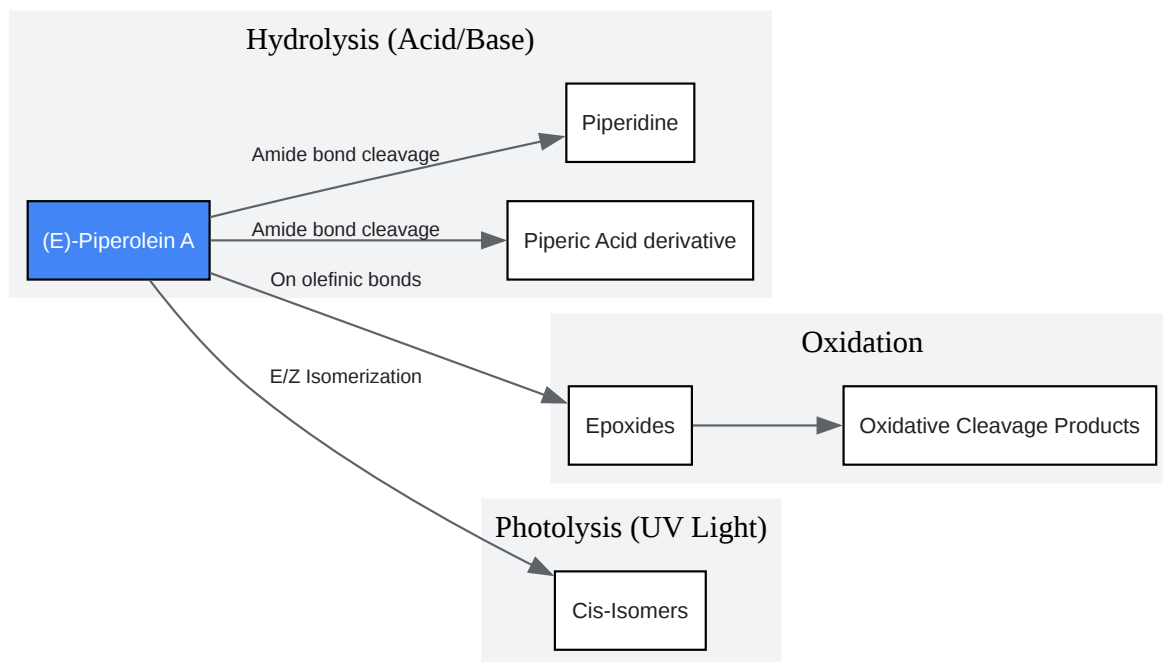 Hydrolysis (Acid/Base)
Piperidine
Amide bond cleavage
(E)-Piperolein A
Amide bond cleavage
Piperic Acid derivative
On olefinic bonds
Oxidation
E/Z Isomerization
Epoxides
Oxidative Cleavage Products
Photolysis (UV Light)
Cis-Isomers